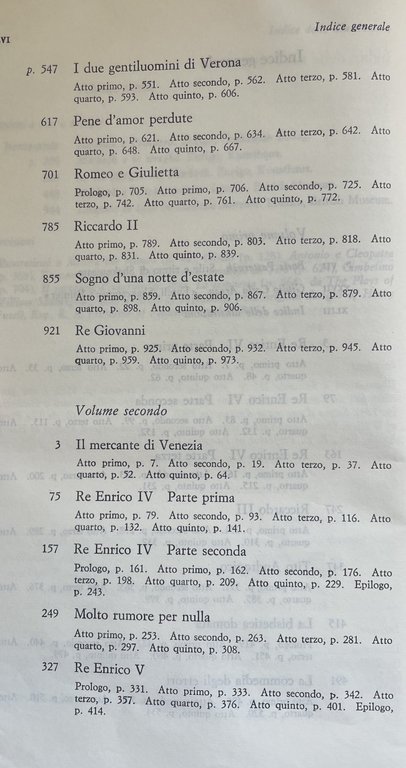 VI
Indice generale
p. 547 I due gentiluomini di Verona
Atto primo, p. 551. Atto secondo, p. 562. Atto terzo, p. 581. Atto
quarto, p. 593. Atto quinto, p. 606.
617 Pene d'amor perdute
Atto primo, p. 621. Atto secondo, p. 634. Atto terzo, p. 642. Atto
quarto, p. 648. Atto quinto, p. 667.
701 Romeo e Giulietta
Prologo, p. 705. Atto primo, p. 706. Atto secondo, p. 725. Atto
terzo, p. 742. Atto quarto, p. 761. Atto quinto, p. 772.
785 Riccardo II
Atto primo, p. 789. Atto secondo, p. 803. Atto terzo, p. 818. Atto
quarto, p. 831. Atto quinto, p. 839.
855 Sogno d'una notte d'estate
Atto primo, p. 859. Atto secondo, p. 867. Atto terzo, p. 879. Atto
quarto, p. 898. Atto quinto, p. 906.
921 Re Giovanni
Atto primo, p. 925. Atto secondo, p. 932. Atto terzo, p. 945. Atto
quarto, p. 959. Atto quinto, p. 973.
Volume secondo
3 Il mercante di Venezia
Atto primo, p. 7. Atto secondo, p. 19. Atto terzo, p. 37. Atto
quarto, p. 52. Atto quinto, p. 64.
75 Re Enrico IV Parte prima
Atto primo, p. 79. Atto secondo, p. 93. Atto terzo, p. 116. Atto
quarto, p. 132. Atto quinto, p. 141.
157 Re Enrico IV Parte seconda
Prologo, p. 161. Atto primo, p. 162. Atto secondo, p. 176. Atto
terzo, p. 198. Atto quarto, p. 209. Atto quinto, p. 229. Epilogo,
p. 243.
249 Molto rumore per nulla
Atto primo, p. 253. Atto secondo, p. 263. Atto terzo, p. 281. Atto
quarto, p. 297. Atto quinto, p. 308.
327 Re Enrico V
Prologo, p. 331. Atto primo, p. 333. Atto secondo, p. 342. Atto
terzo, p. 357. Atto quarto, p. 376. Atto quinto, p. 401. Epilogo,
p. 414.